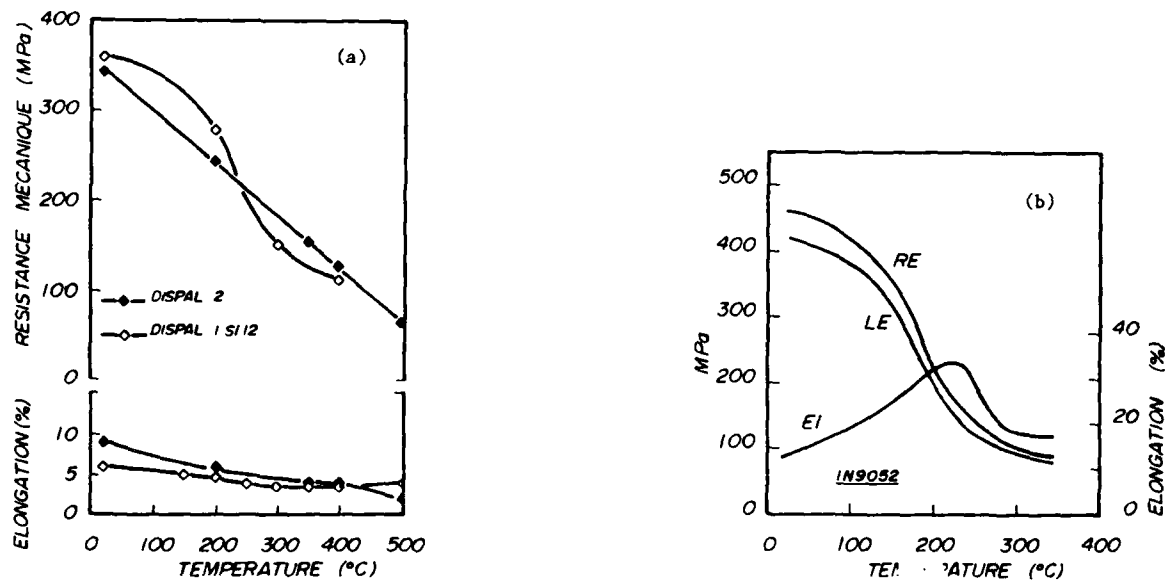 RESISTANCE MECANIQUE (MPa)
400
300
200
100
0
(a)
DISPAL 2
DISPAL 1 SI 12
ELONGATION (%)
10
5
0
0 100 200 300 400 500
TEMPERATURE (°C)
MPa
500
400
300
200
100
0
(b)
RE
LE
El
IN9052
40
20
0
ELONGATION (%)
0 100 200 300 400
(°C)